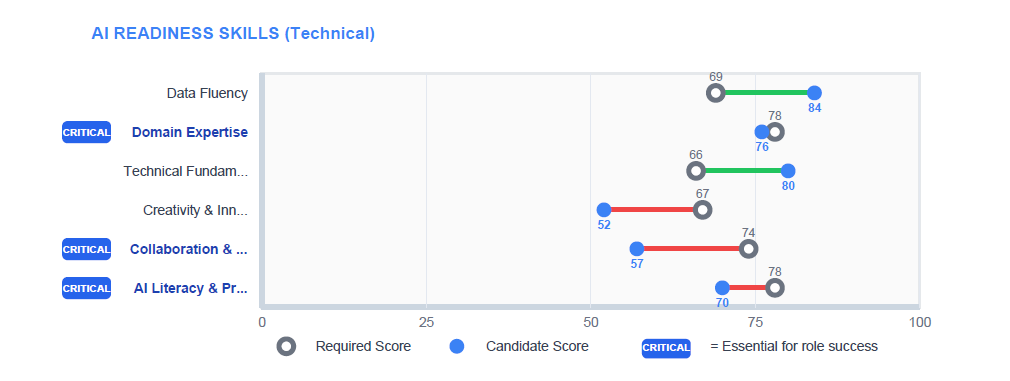 AI READINESS SKILLS (Technical)
69
Data Fluency
84
78
CRITICAL Domain Expertise
76
66
Technical Fundam...
80
67
Creativity & Inn...
52
74
CRITICAL Collaboration & ...
57
78
CRITICAL AI Literacy & Pr...
70
0 25 50 75 100
Required Score Candidate Score CRITICAL = Essential for role success